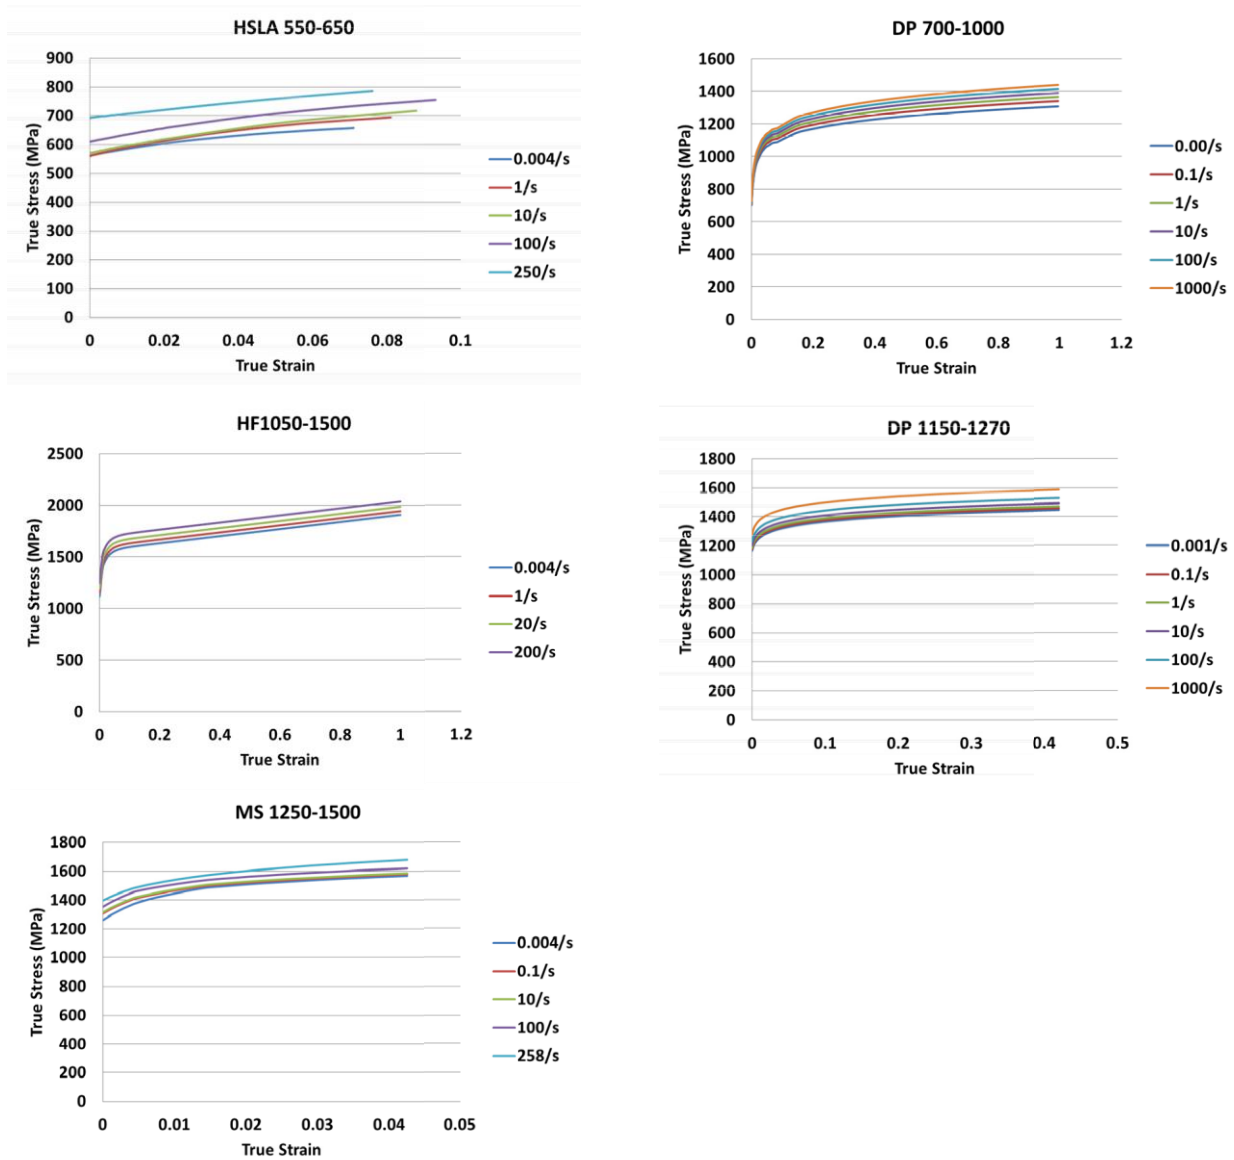 HSLA 550-650
900
800
700
600
500
400
300
200
100
0
True Stress (MPa)
0 0.02 0.04 0.06 0.08 0.1
True Strain
0.004/s
1/s
10/s
100/s
250/s
DP 700-1000
1600
1400
1200
1000
800
600
400
200
0
True Stress (MPa)
0 0.2 0.4 0.6 0.8 1 1.2
True Strain
0.00/s
0.1/s
1/s
10/s
100/s
1000/s
HF1050-1500
2500
2000
1500
1000
500
0
True Stress (MPa)
0 0.2 0.4 0.6 0.8 1 1.2
True Strain
0.004/s
1/s
20/s
200/s
DP 1150-1270
1800
1600
1400
1200
1000
800
600
400
200
0
True Stress (MPa)
0 0.1 0.2 0.3 0.4 0.5
True Strain
0.001/s
0.1/s
1/s
10/s
100/s
1000/s
MS 1250-1500
1800
1600
1400
1200
1000
800
600
400
200
0
True Stress (MPa)
0 0.01 0.02 0.03 0.04 0.05
True Strain
0.004/s
0.1/s
10/s
100/s
258/s